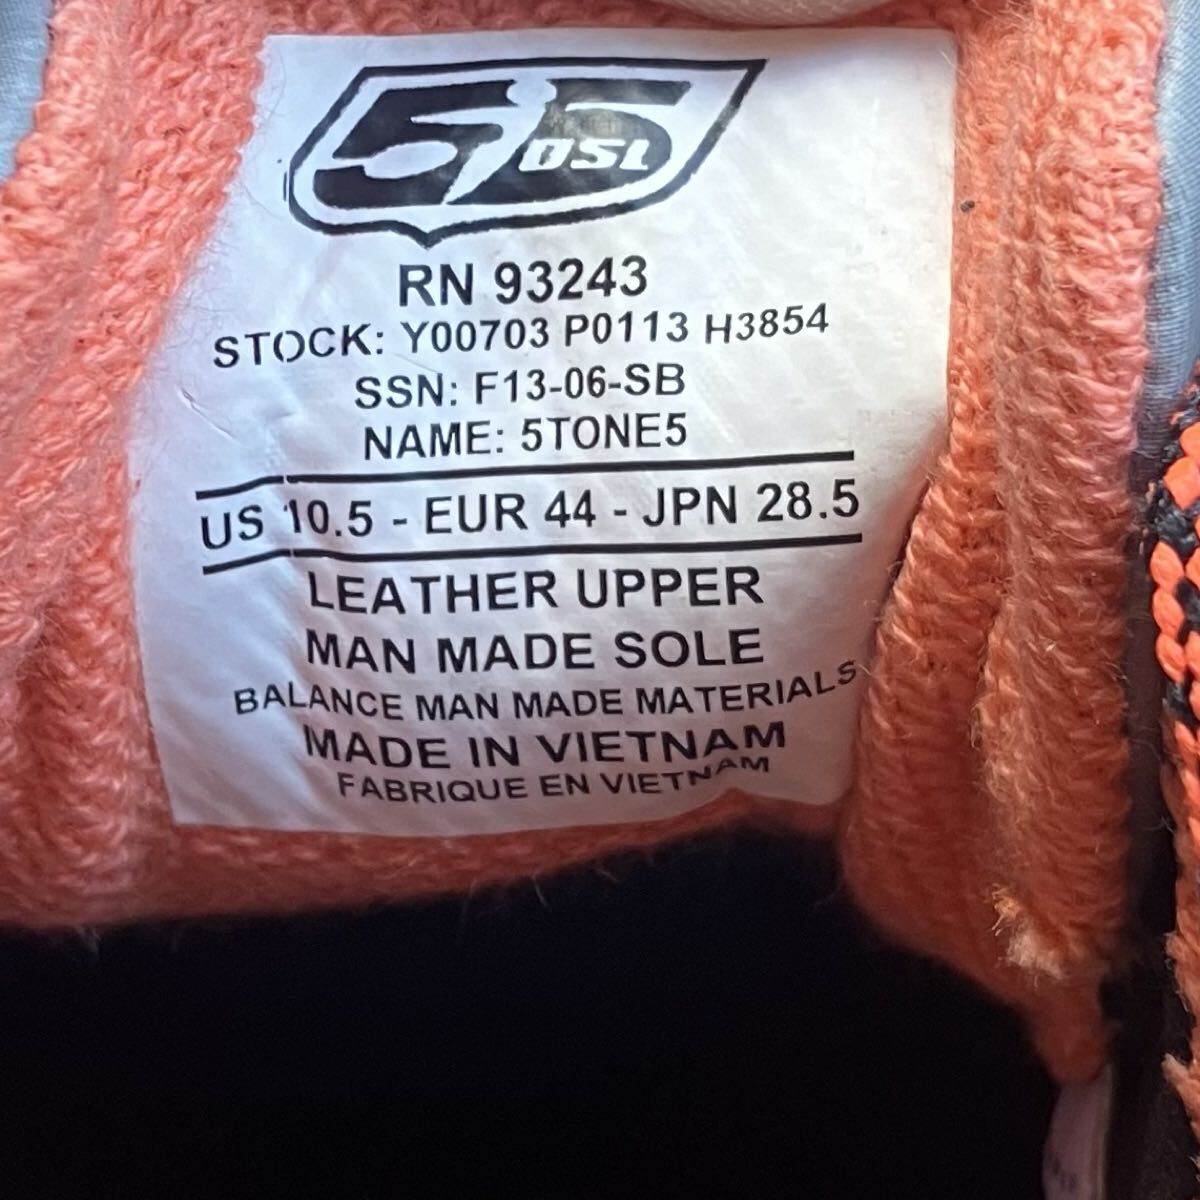 55DSL
RN 93243
STOCK: Y00703 P0113 H3854
SSN: F13-06-SB
NAME: 5TONE5
US 10.5 - EUR 44 - JPN 28.5
LEATHER UPPER
MAN MADE SOLE
BALANCE MAN MADE MATERIALS
MADE IN VIETNAM
FABRIQUE EN VIETNAM